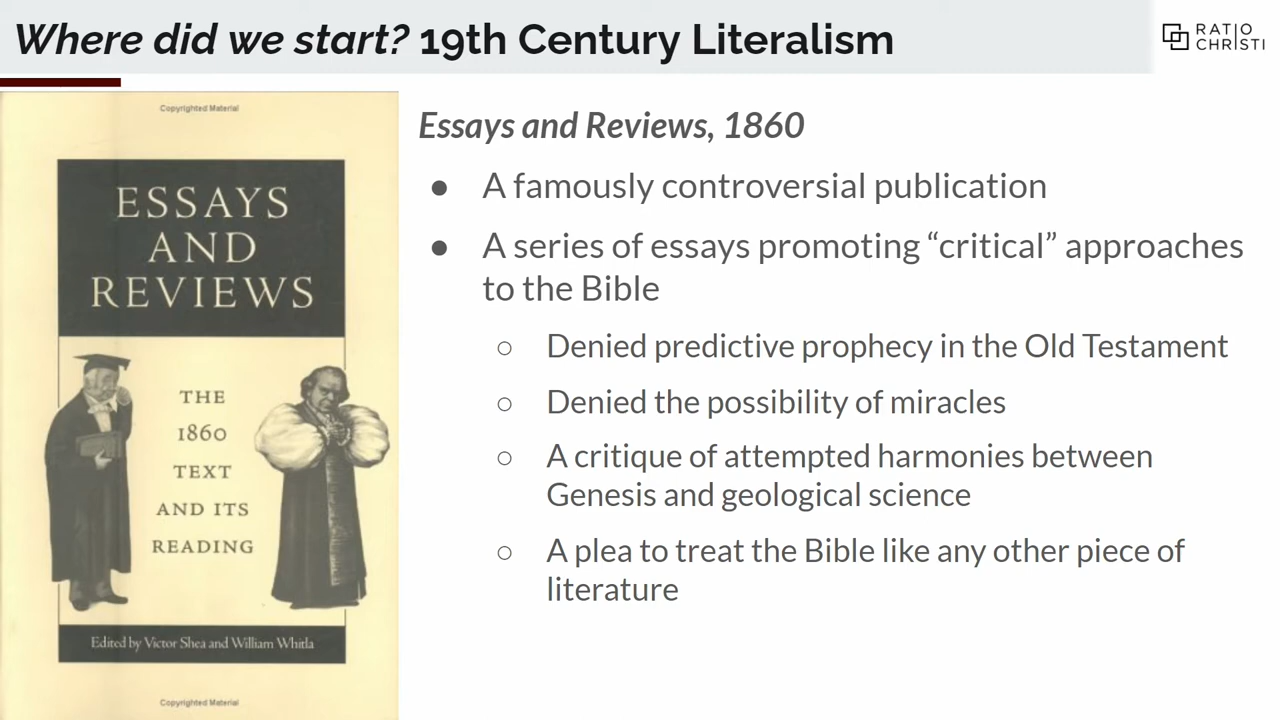 Where did we start? 19th Century Literalism
RATIO
CHRISTI
Copyrighted Material
ESSAYS
AND
REVIEWS
THE
1860
TEXT
AND ITS
READING
Edited by Victor Shea and William Whitla
Copyrighted Material
Essays and Reviews, 1860
● A famously controversial publication
● A series of essays promoting “critical” approaches
to the Bible
○ Denied predictive prophecy in the Old Testament
○ Denied the possibility of miracles
○ A critique of attempted harmonies between
Genesis and geological science
○ A plea to treat the Bible like any other piece of
literature